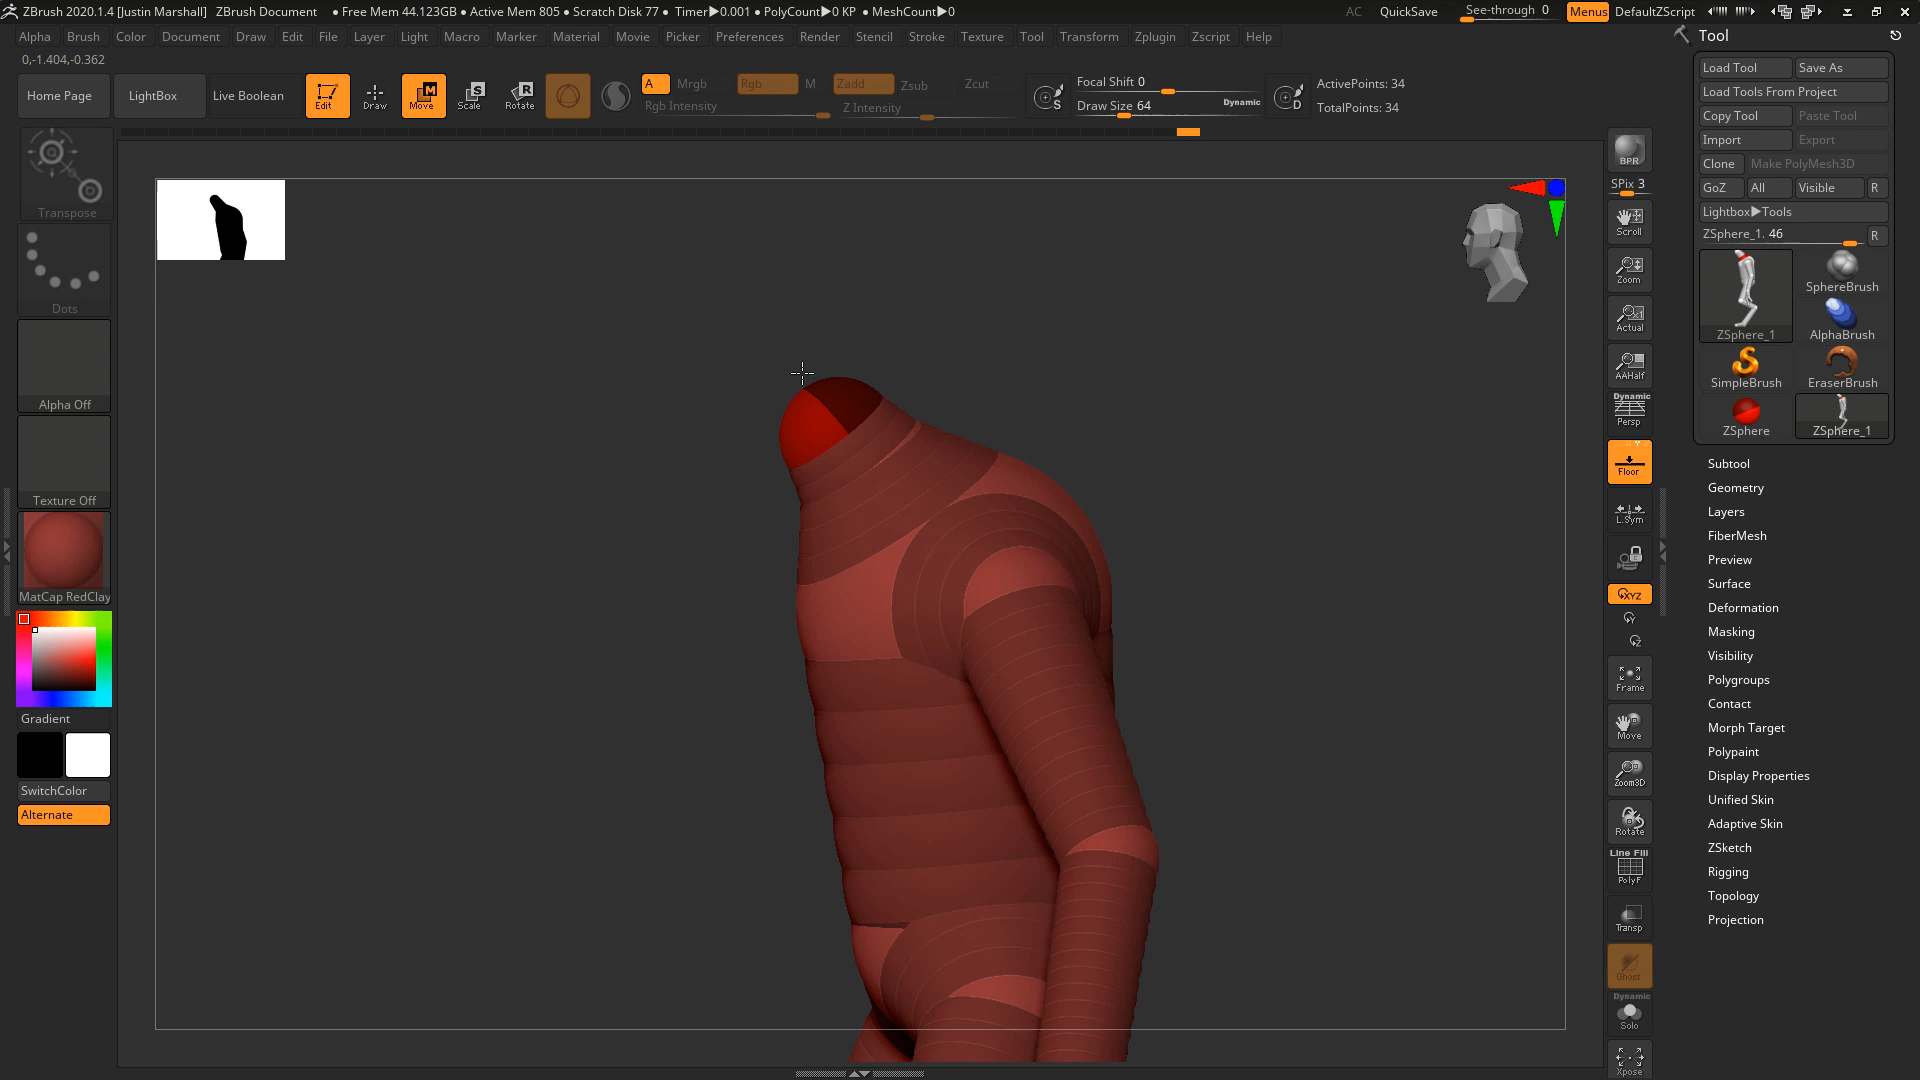 ZBrush 2020.1.4 [Justin Marshall] ZBrush Document ● Free Mem 44.123GB ● Active Mem 805 ● Scratch Disk 77 ● Timer▶0.001 ● PolyCount▶0 KP ● MeshCount▶0 AC QuickSave See-through 0 Menus DefaultZScript
Alpha Brush Color Document Draw Edit File Layer Light Macro Marker Material Movie Picker Preferences Render Stencil Stroke Texture Tool Transform Zplugin Zscript Help
0,-1.404,-0.362
Home Page LightBox Live Boolean Edit Draw Move Scale Rotate
A Mrgb Rgb M Zadd Zsub Zcut
Rgb Intensity Z Intensity
S Focal Shift 0
Draw Size 64 Dynamic
D ActivePoints: 34
TotalPoints: 34
Transpose
Dots
Alpha Off
Texture Off
MatCap RedClay
Gradient
SwitchColor
Alternate
BPR
SPix 3
Scroll
Zoom
Actual
AAHalf
Dynamic
Persp
Floor
L.Sym
XYZ
Y
Z
Frame
Move
Zoom3D
Rotate
Line Fill
PolyF
Transp
Ghost
Dynamic
Solo
Xpose
Tool
Load Tool Save As
Load Tools From Project
Copy Tool Paste Tool
Import Export
Clone Make PolyMesh3D
GoZ All Visible R
Lightbox▶Tools
ZSphere_1. 46 R
SphereBrush
ZSphere_1 AlphaBrush
SimpleBrush EraserBrush
ZSphere ZSphere_1
Subtool
Geometry
Layers
FiberMesh
Preview
Surface
Deformation
Masking
Visibility
Polygroups
Contact
Morph Target
Polypaint
Display Properties
Unified Skin
Adaptive Skin
ZSketch
Rigging
Topology
Projection